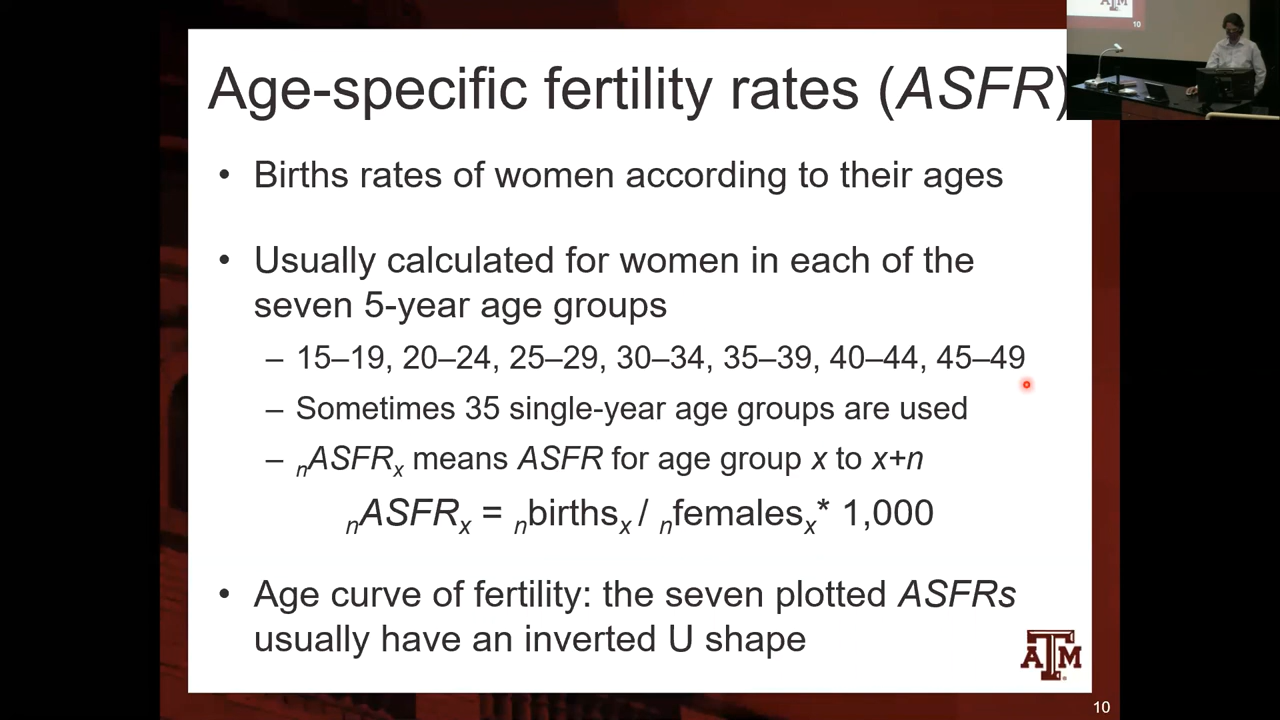 Age-specific fertility rates (ASFR)
• Births rates of women according to their ages
• Usually calculated for women in each of the
seven 5-year age groups
– 15–19, 20–24, 25–29, 30–34, 35–39, 40–44, 45–49
– Sometimes 35 single-year age groups are used
– nASFRx means ASFR for age group x to x+n
nASFRx = nbirthsx / nfemalesx* 1,000
• Age curve of fertility: the seven plotted ASFRs
usually have an inverted U shape
ATM
10
ATM
10